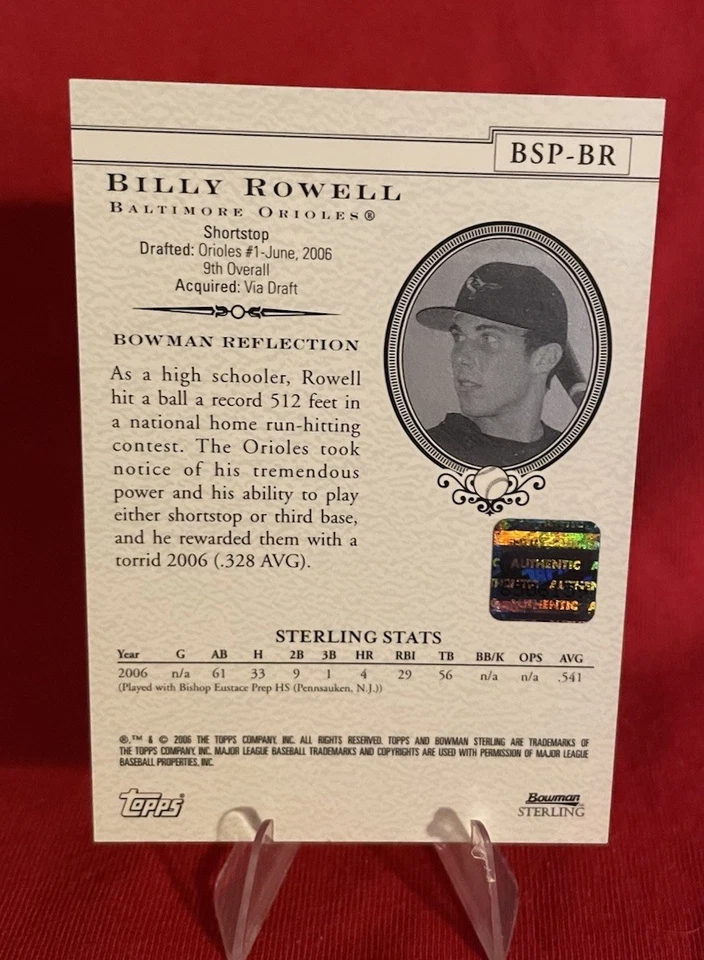 BSP-BR
BILLY ROWELL
BALTIMORE ORIOLES®
Shortstop
Drafted: Orioles #1-June, 2006
9th Overall
Acquired: Via Draft
BOWMAN REFLECTION
As a high schooler, Rowell
hit a ball a record 512 feet in
a national home run-hitting
contest. The Orioles took
notice of his tremendous
power and his ability to play
either shortstop or third base,
and he rewarded them with a
torrid 2006 (.328 AVG).
AUTHENTIC
STERLING STATS
Year G AB H 2B 3B HR RBI TB BB/K OPS AVG
2006 n/a 61 33 9 1 4 29 56 n/a n/a .541
(Played with Bishop Eustace Prep HS (Pennsauken, N.J.))
®,™ & © 2006 THE TOPPS COMPANY, INC. ALL RIGHTS RESERVED. TOPPS AND BOWMAN STERLING ARE TRADEMARKS OF
THE TOPPS COMPANY, INC. MAJOR LEAGUE BASEBALL TRADEMARKS AND COPYRIGHTS ARE USED WITH PERMISSION OF MAJOR LEAGUE
BASEBALL PROPERTIES, INC.
Topps®
Bowman
STERLING